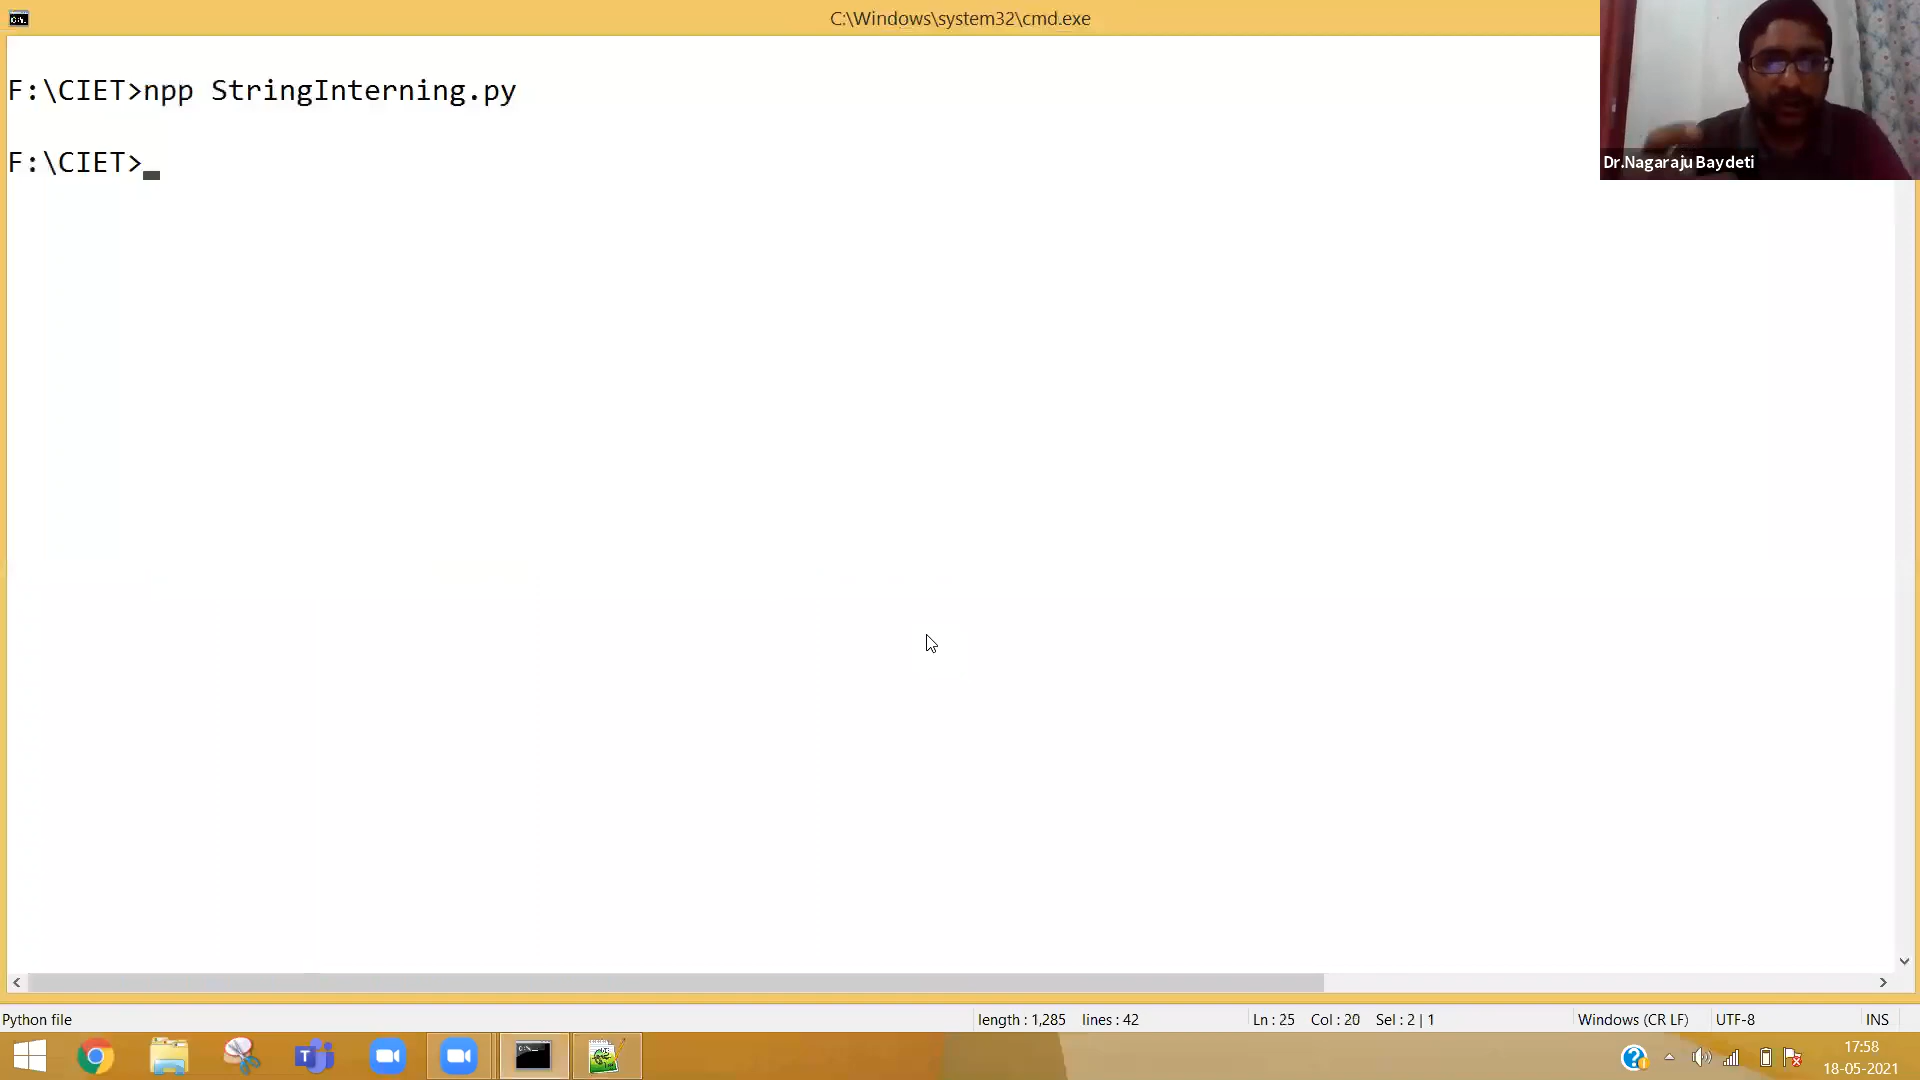 C:\Windows\system32\cmd.exe
F:\CIET>npp StringInterning.py
F:\CIET>
Dr.Nagaraju Baydeti
Python file length : 1,285 lines : 42 Ln : 25 Col : 20 Sel : 2 | 1 Windows (CR LF) UTF-8 INS
17:58
18-05-2021